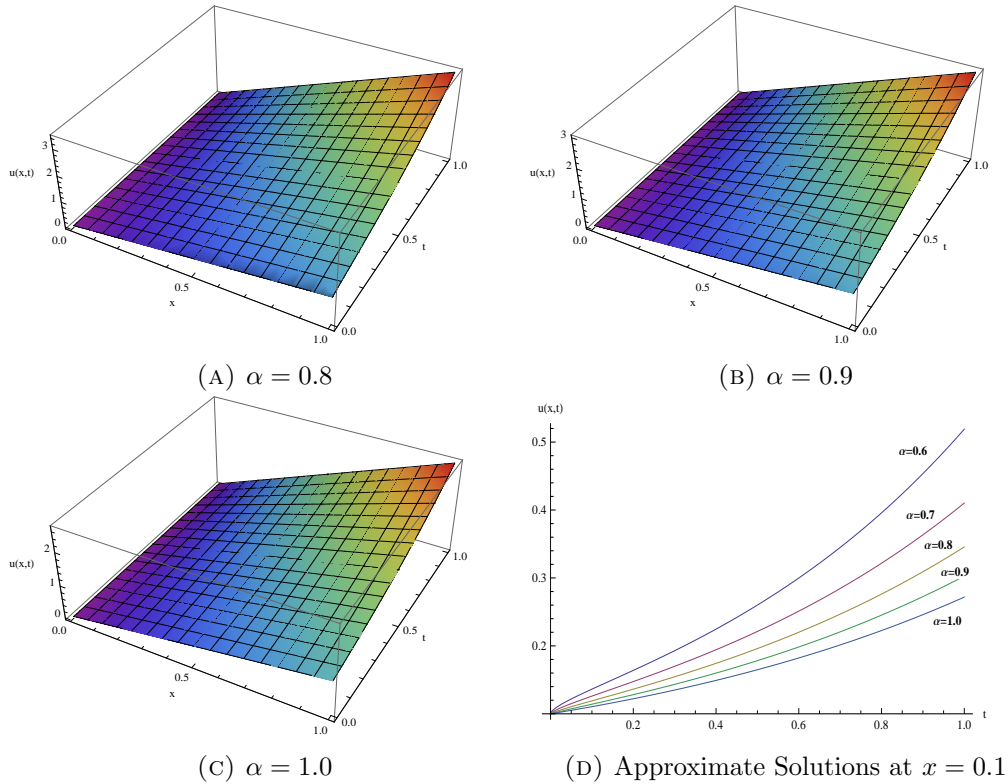 3
2
u(x,t)
1
0
0.0
0.5
x
1.0
0.0
0.5
t
1.0
(A) α = 0.8
3
2
u(x,t)
1
0
0.0
0.5
x
1.0
0.0
0.5
t
1.0
(B) α = 0.9
2
u(x,t)
1
0
0.0
0.5
x
1.0
0.0
0.5
t
1.0
(C) α = 1.0
u(x,t)
0.5
0.4
0.3
0.2
α=0.6
α=0.7
α=0.8
α=0.9
α=1.0
0.2 0.4 0.6 0.8 1.0 t
(D) Approximate Solutions at x = 0.1